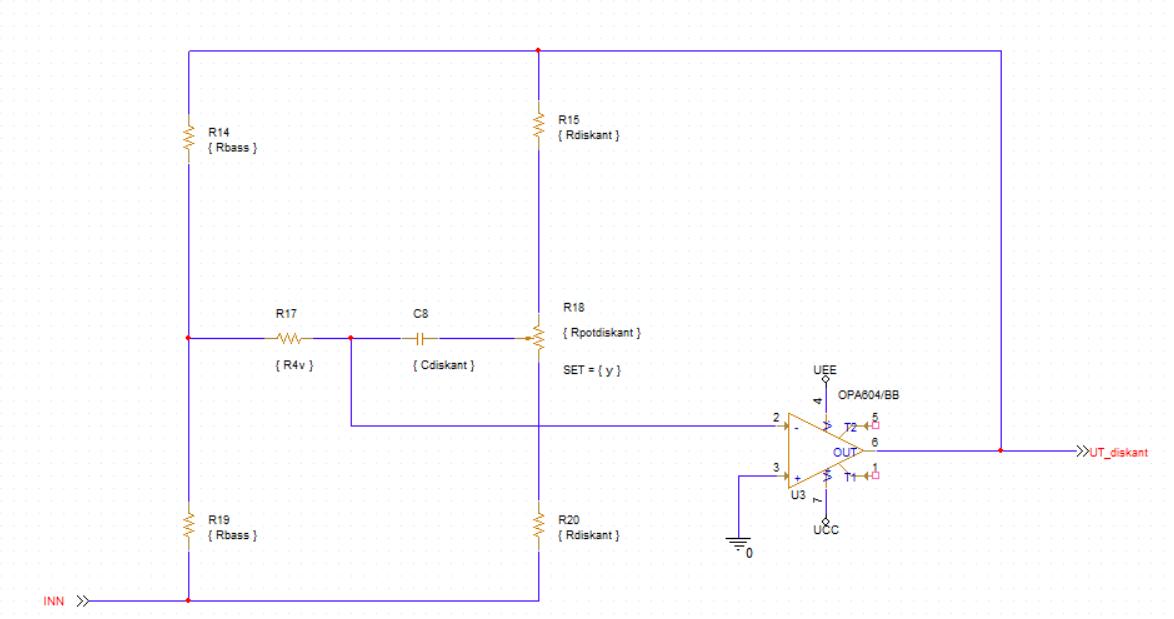 R14
{ Rbass }
R15
{ Rdiskant }
R17
{ R4v }
C8
{ Cdiskant }
R18
{ Rpotdiskant }
SET = { y }
UEE
OPA604/BB
4
2
-
V
T2
5
OUT
6
UT_diskant
3
+
V
T1
1
U3
7
UCC
0
R19
{ Rbass }
R20
{ Rdiskant }
INN